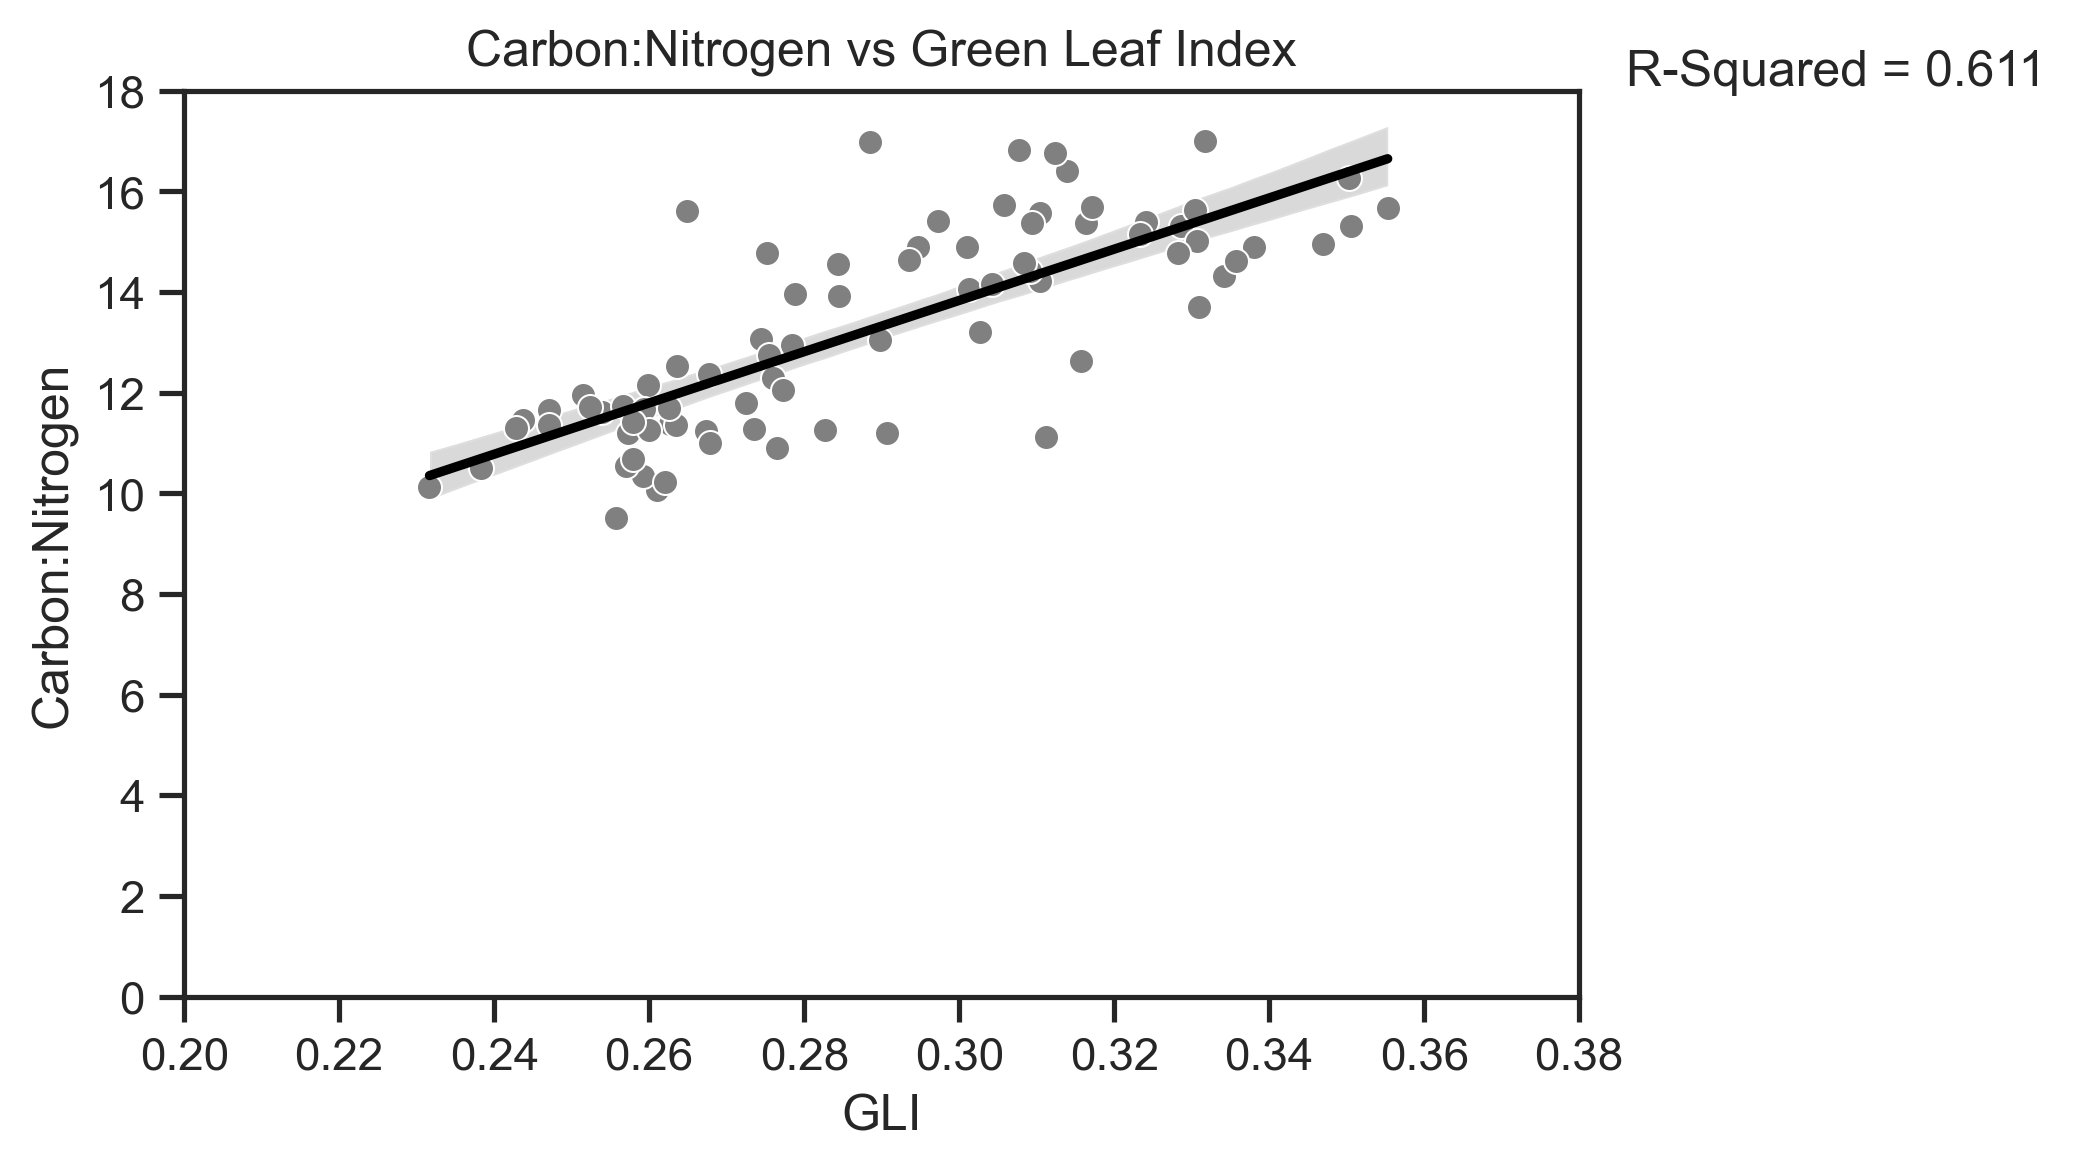 Carbon:Nitrogen vs Green Leaf Index
R-Squared = 0.611
Carbon:Nitrogen
18
16
14
12
10
8
6
4
2
0
0.20 0.22 0.24 0.26 0.28 0.30 0.32 0.34 0.36 0.38
GLI